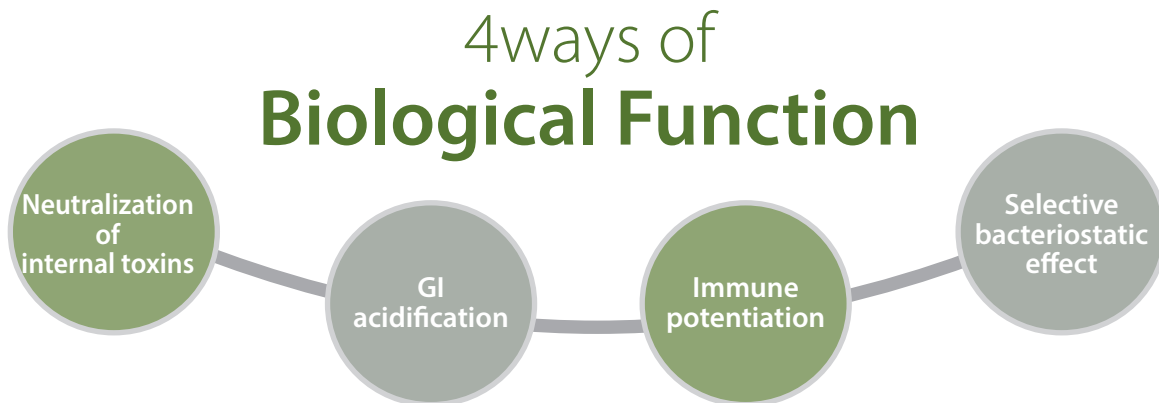 4ways of
Biological Function
Neutralization
of
internal toxins
GI
acidification
Immune
potentiation
Selective
bacteriostatic
effect